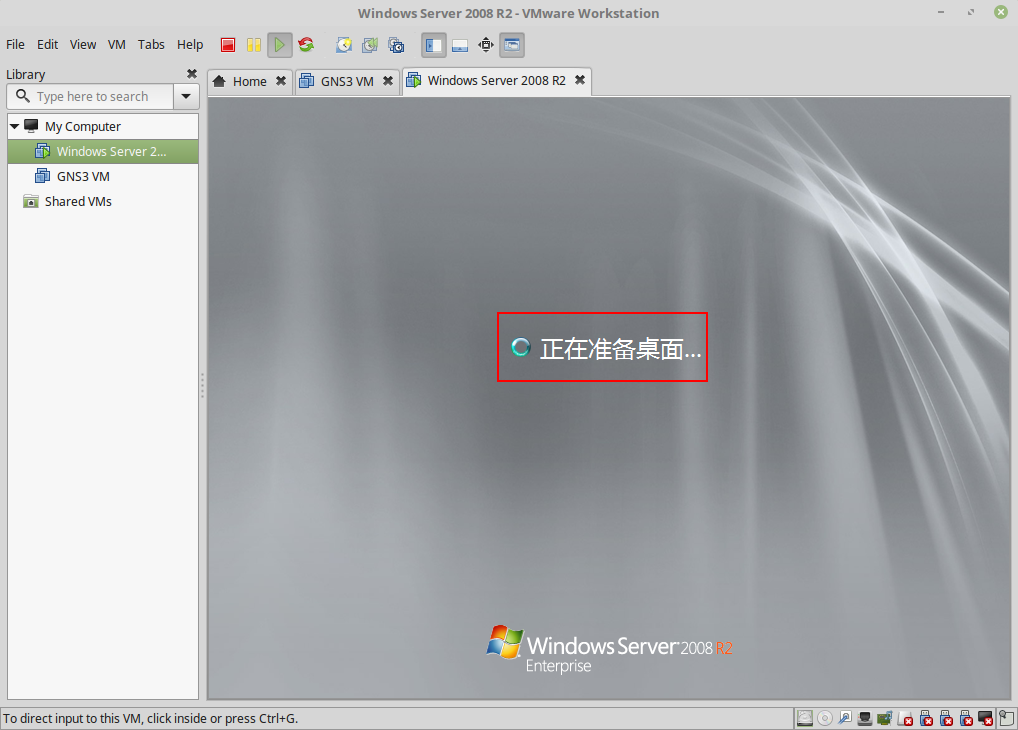 Windows Server 2008 R2 - VMware Workstation
File Edit View VM Tabs Help
Library
Type here to search
My Computer
Windows Server 2...
GNS3 VM
Shared VMs
Home
GNS3 VM
Windows Server 2008 R2
正在准备桌面...
Windows Server 2008 R2
Enterprise
To direct input to this VM, click inside or press Ctrl+G.